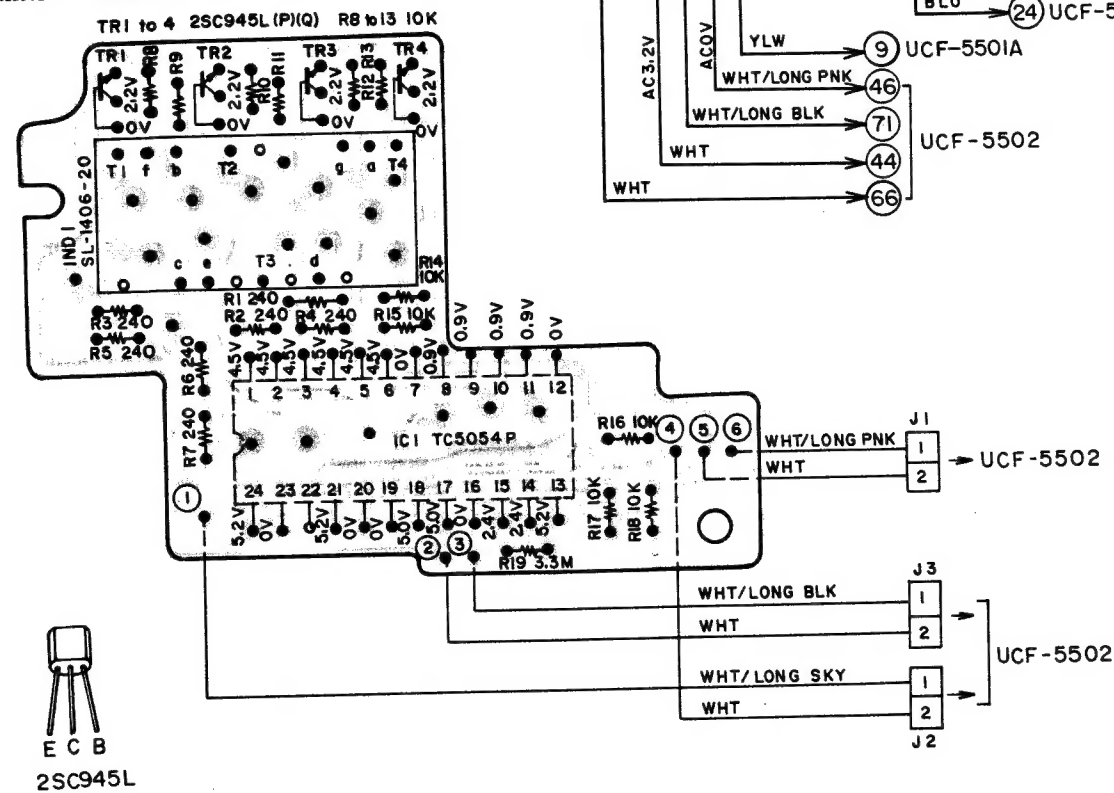 TR1 to 4 2SC945L (P)(Q) R8 to 13 10K
BLU
24 UCF-5
YLW
9 UCF-5501A
AC3.2V
AC0V
WHT/LONG PNK
46
WHT/LONG BLK
71
UCF-5502
WHT
44
WHT
66
TR1 R8 R9 TR2 R10 R11 TR3 R12 R13 TR4
2.2V 2.2V 2.2V 2.2V
0V 0V 0V 0V
T1 f b T2 g a T4
IND1
SL-1406-20
c e T3 d
R14
10K
R1 240
R3 240 R2 240 R4 240 R15 10K
R5 240
R6 240
R7 240
4.5V 4.5V 4.5V 4.5V 4.5V 4.5V 0V 0.9V 0.9V 0.9V 0.9V 0V
1 2 3 4 5 6 7 8 9 10 11 12
IC1 TC5054P
24 23 22 21 20 19 18 17 16 15 14 13
5.2V 0V 5.2V 0V 0V 5.0V 5.0V 0V 2.4V 2.4V 5.2V
R16 10K 4 5 6
R17 10K R18 10K
1
2 3
R19 3.3M
J1
WHT/LONG PNK 1
WHT 2
UCF-5502
J3
WHT/LONG BLK 1
WHT 2
UCF-5502
WHT/LONG SKY 1
WHT 2
J2
E C B
2SC945L